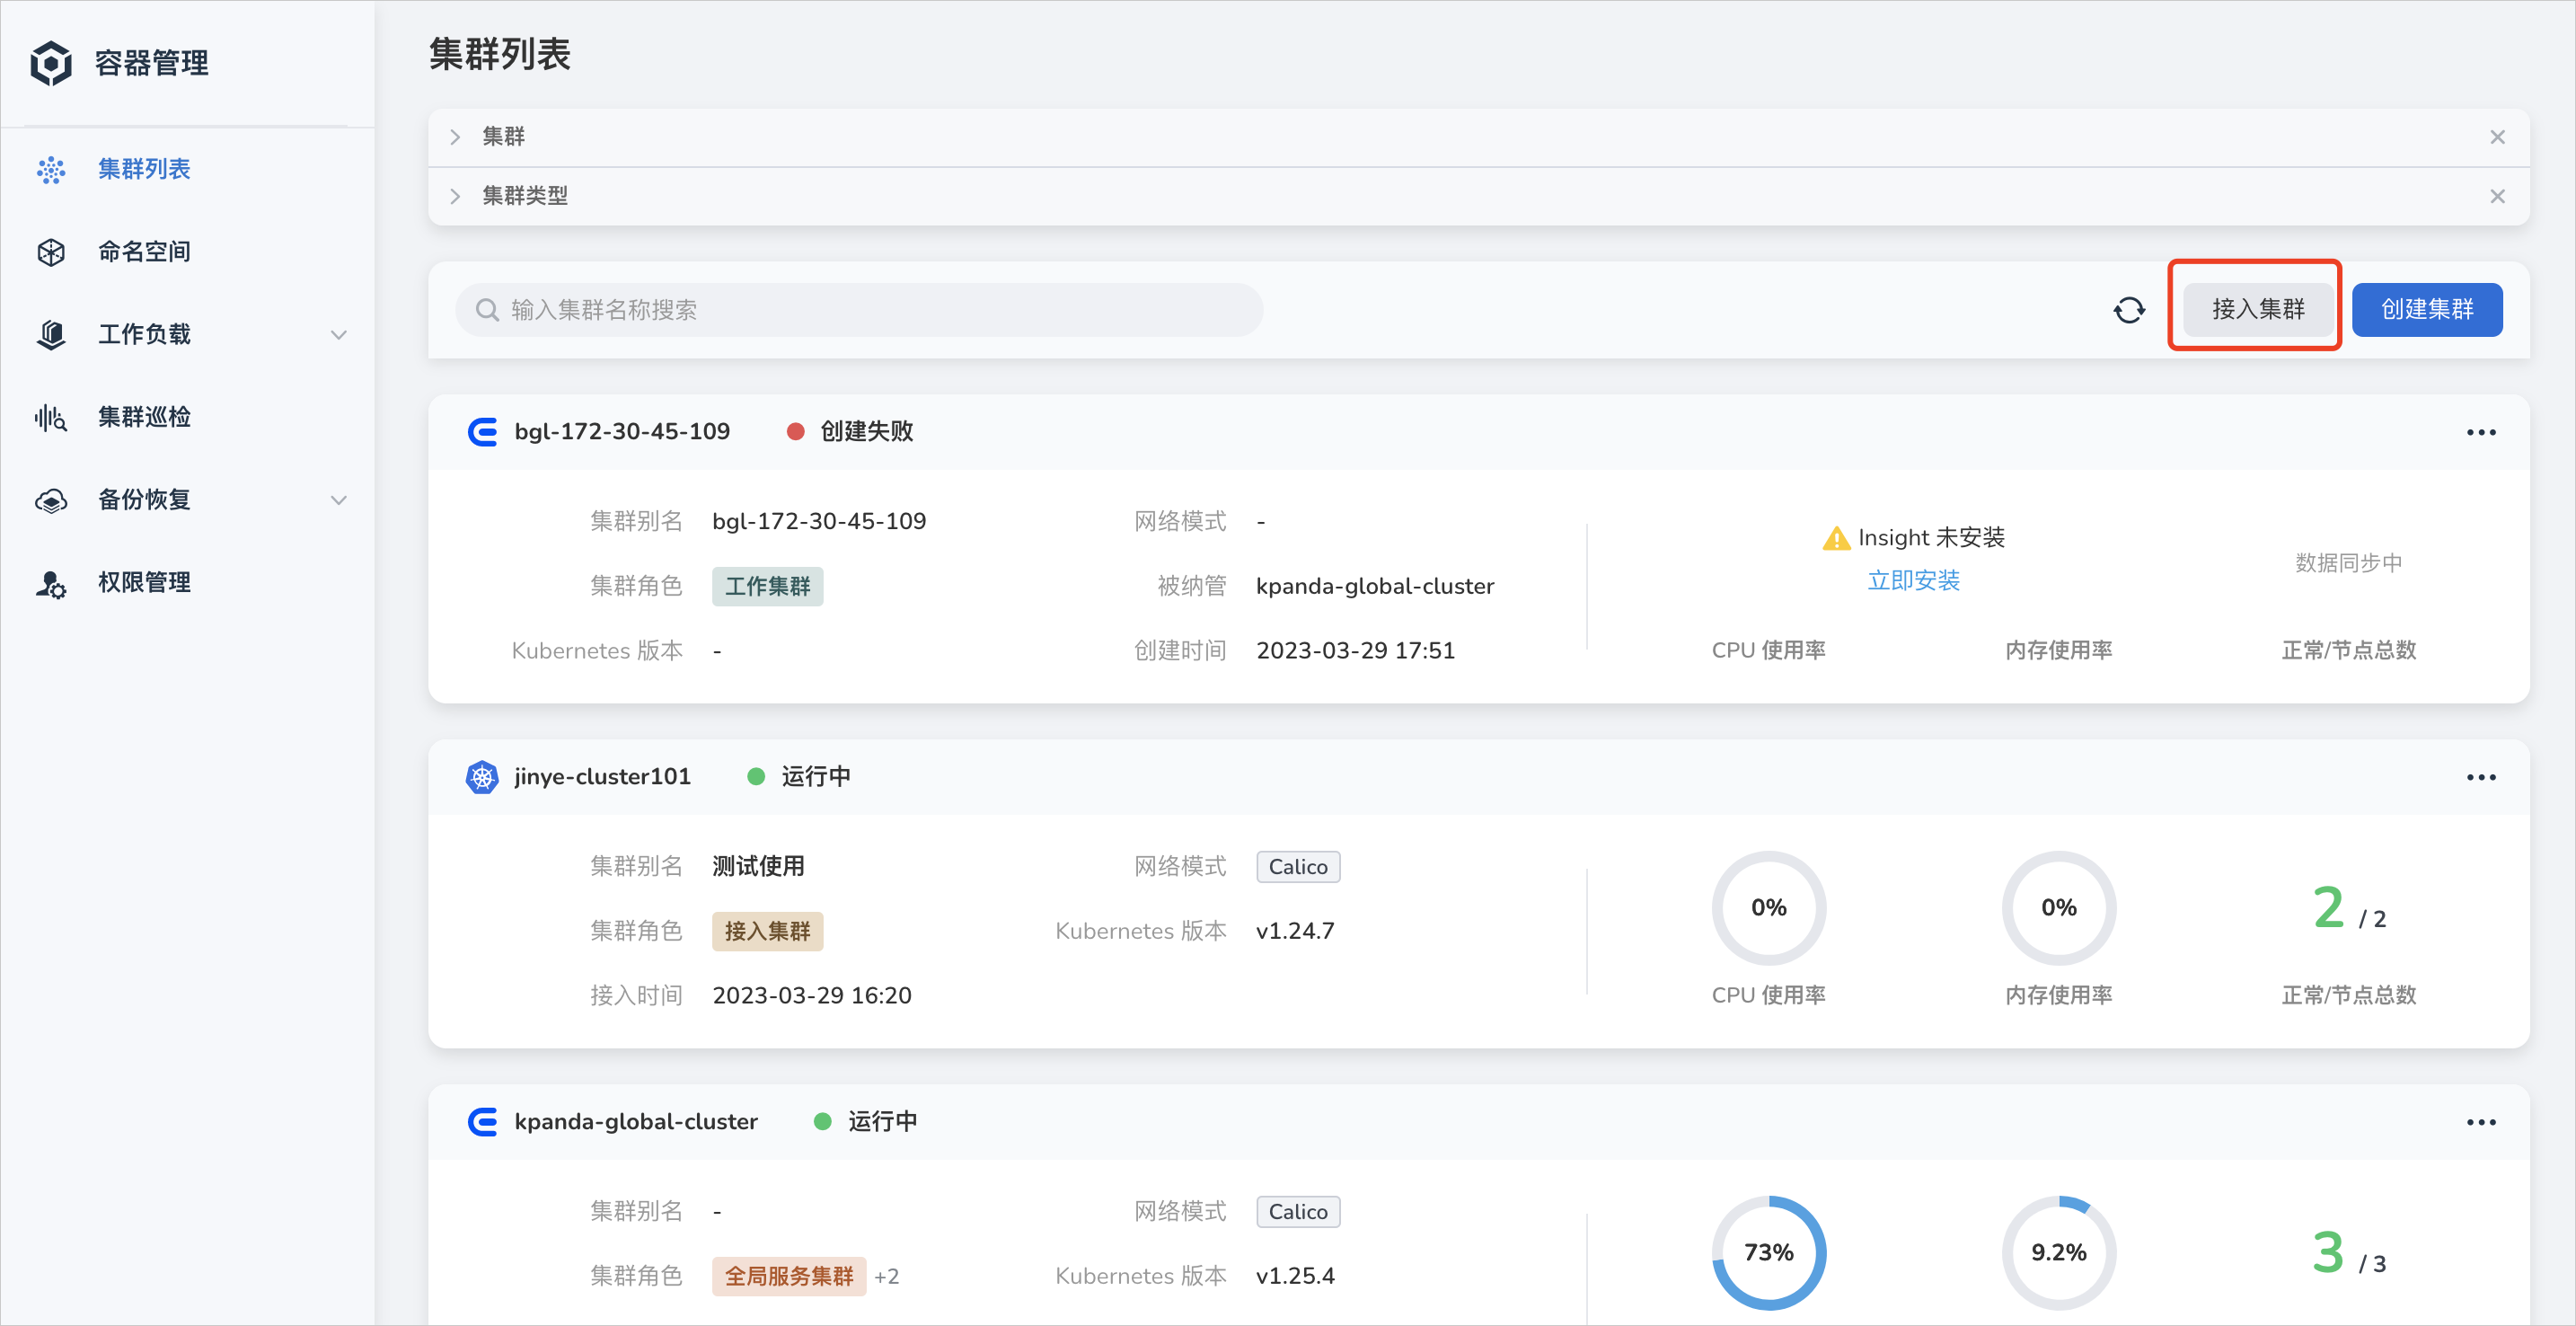 容器管理
集群列表
命名空间
工作负载
集群巡检
备份恢复
权限管理
集群列表
集群
集群类型
输入集群名称搜索
接入集群
创建集群
bgl-172-30-45-109 创建失败
集群别名 bgl-172-30-45-109 网络模式 -
集群角色 工作集群 被纳管 kpanda-global-cluster
Kubernetes 版本 - 创建时间 2023-03-29 17:51
Insight 未安装
立即安装
数据同步中
CPU 使用率 内存使用率 正常/节点总数
jinye-cluster101 运行中
集群别名 测试使用 网络模式 Calico
集群角色 接入集群 Kubernetes 版本 v1.24.7
接入时间 2023-03-29 16:20
0% 0% 2 / 2
CPU 使用率 内存使用率 正常/节点总数
kpanda-global-cluster 运行中
集群别名 - 网络模式 Calico
集群角色 全局服务集群 +2 Kubernetes 版本 v1.25.4
73% 9.2% 3 / 3